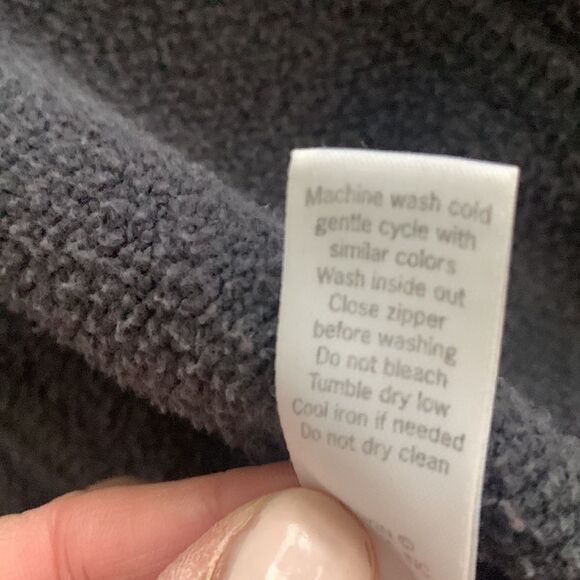 Machine wash cold
gentle cycle with
similar colors
Wash inside out
Close zipper
before washing
Do not bleach
Tumble dry low
Cool iron if needed
Do not dry clean
©